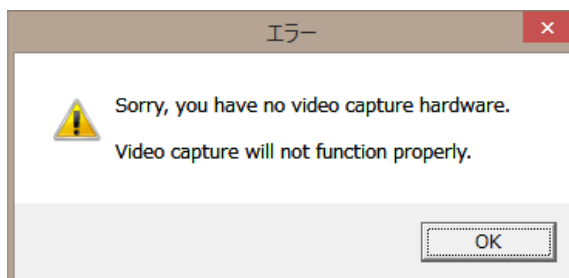 エラー
Sorry, you have no video capture hardware.
Video capture will not function properly.
OK